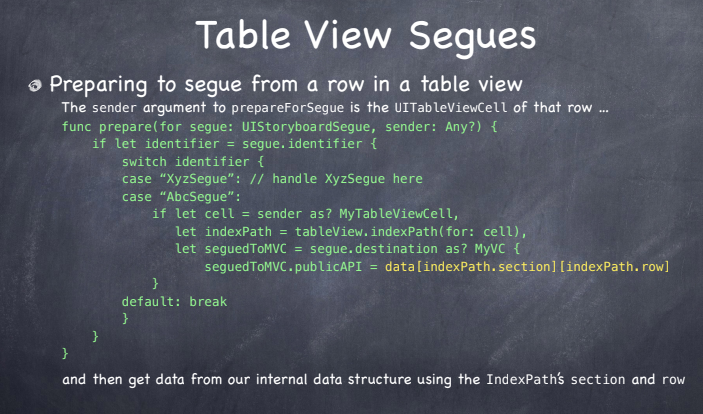 Table View Segues
Preparing to segue from a row in a table view
The sender argument to prepareForSegue is the UITableViewCell of that row ...
func prepare(for segue: UIStoryboardSegue, sender: Any?) {
if let identifier = segue.identifier {
switch identifier {
case “XyzSegue”: // handle XyzSegue here
case “AbcSegue”:
if let cell = sender as? MyTableViewCell,
let indexPath = tableView.indexPath(for: cell),
let seguedToMVC = segue.destination as? MyVC {
seguedToMVC.publicAPI = data[indexPath.section][indexPath.row]
}
default: break
}
}
}
and then get data from our internal data structure using the IndexPath’s section and row